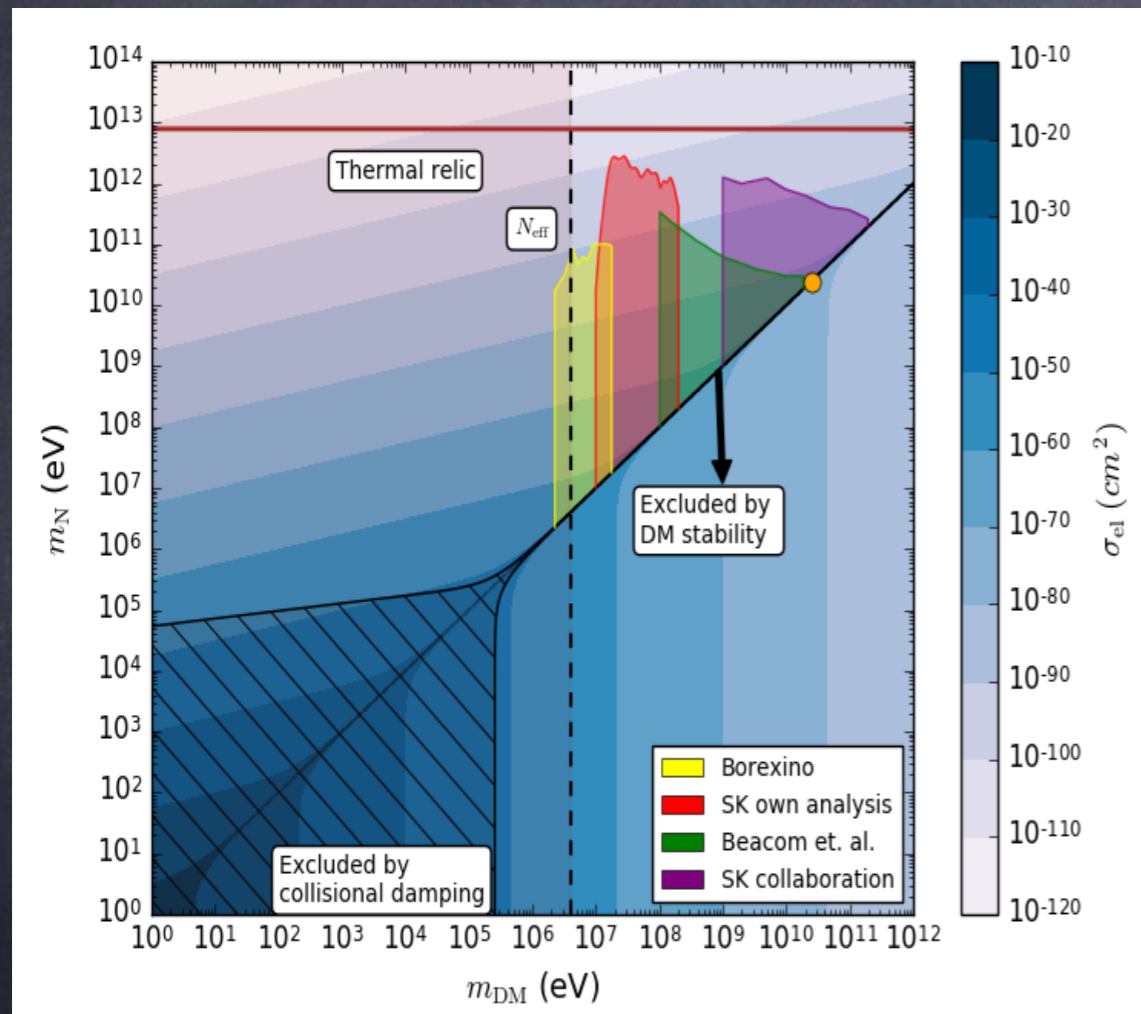 10^14
10^13
10^12
10^11
10^10
10^9
10^8
10^7
10^6
10^5
10^4
10^3
10^2
10^1
10^0
m_N (eV)
Thermal relic
N_eff
Excluded by
DM stability
Excluded by
collisional damping
Borexino
SK own analysis
Beacom et. al.
SK collaboration
10^0 10^1 10^2 10^3 10^4 10^5 10^6 10^7 10^8 10^9 10^10 10^11 10^12
m_DM (eV)
10^-10
10^-20
10^-30
10^-40
10^-50
10^-60
10^-70
10^-80
10^-90
10^-100
10^-110
10^-120
σ_el (cm^2)